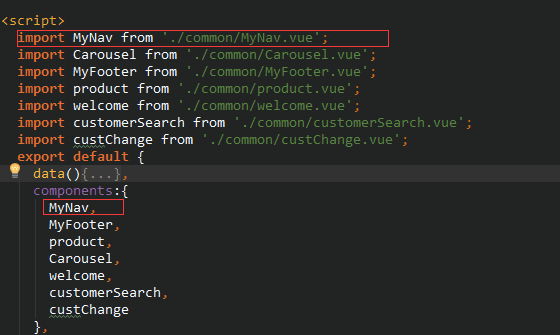 <script>
import MyNav from './common/MyNav.vue';
import Carousel from './common/Carousel.vue';
import MyFooter from './common/MyFooter.vue';
import product from './common/product.vue';
import welcome from './common/welcome.vue';
import customerSearch from './common/customerSearch.vue';
import custChange from './common/custChange.vue';
export default {
data(){...},
components:{
MyNav,
MyFooter,
product,
Carousel,
welcome,
customerSearch,
custChange
},